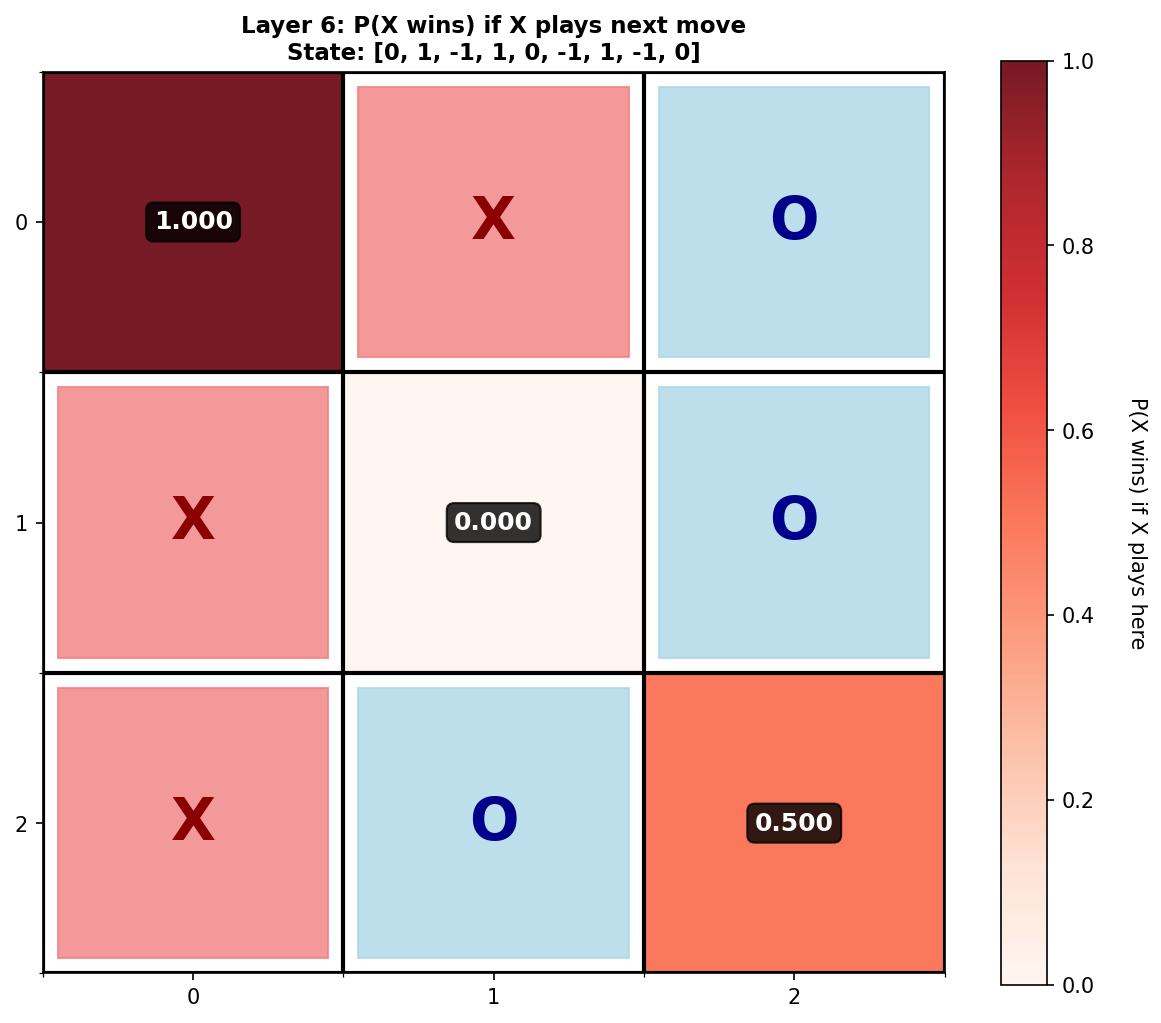 Layer 6: P(X wins) if X plays next move
State: [0, 1, -1, 1, 0, -1, 1, -1, 0]
0
1.000
X
O
1
X
0.000
O
2
X
O
0.500
0
1
2
1.0
0.8
0.6
0.4
0.2
0.0
P(X wins) if X plays here